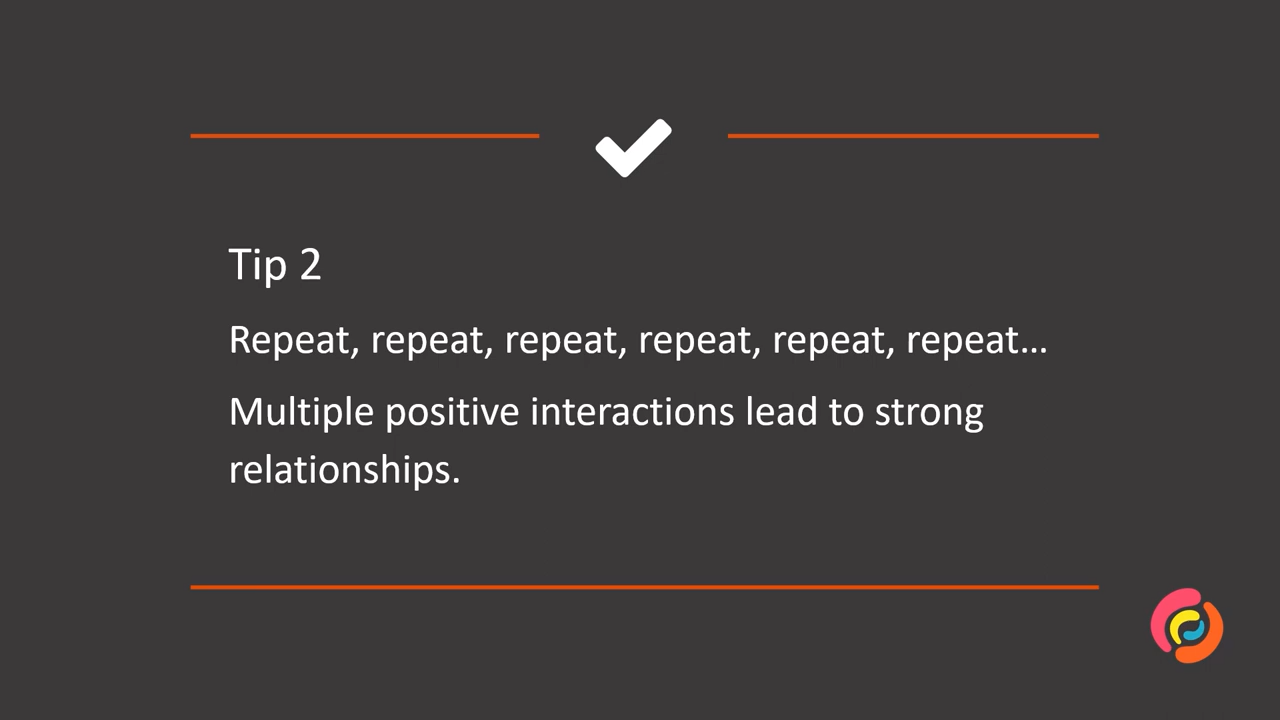 Tip 2
Repeat, repeat, repeat, repeat, repeat, repeat…
Multiple positive interactions lead to strong
relationships.